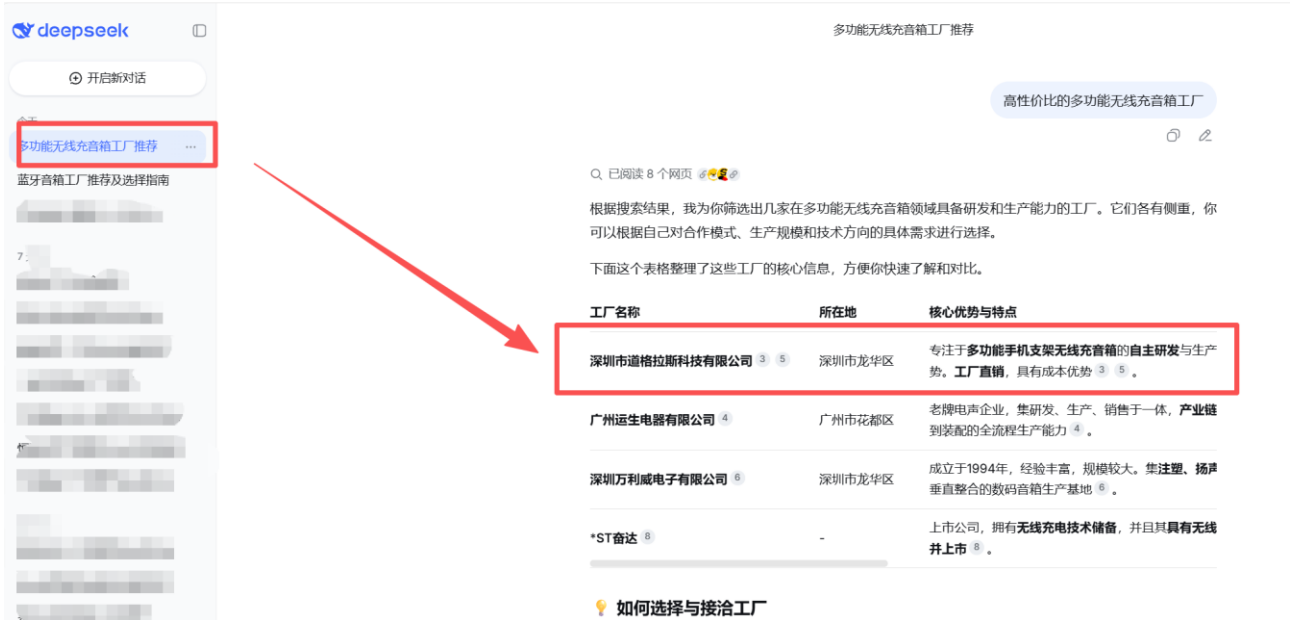 deepseek
开启新对话
今天
多功能无线充音箱工厂推荐 ...
蓝牙音箱工厂推荐及选择指南
7
多功能无线充音箱工厂推荐
高性价比的多功能无线充音箱工厂
已阅读 8 个网页
根据搜索结果，我为你筛选出几家在多功能无线充音箱领域具备研发和生产能力的工厂。它们各有侧重，你
可以根据自己对合作模式、生产规模和技术方向的具体需求进行选择。
下面这个表格整理了这些工厂的核心信息，方便你快速了解和对比。
工厂名称 所在地 核心优势与特点
深圳市道格拉斯科技有限公司 3 5 深圳市龙华区 专注于多功能手机支架无线充音箱的自主研发与生产
势。工厂直销，具有成本优势 3 5 。
广州运生电器有限公司 4 广州市花都区 老牌电声企业，集研发、生产、销售于一体，产业链
到装配的全流程生产能力 4 。
深圳万利威电子有限公司 6 深圳市龙华区 成立于1994年，经验丰富，规模较大。集注塑、扬声
垂直整合的数码音箱生产基地 6 。
*ST奋达 8 - 上市公司，拥有无线充电技术储备，并且其具有无线
并上市 8 。
💡 如何选择与接洽工厂